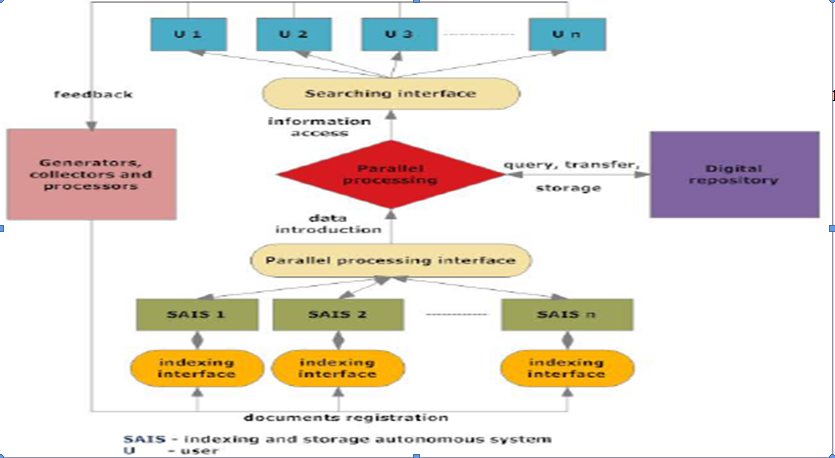 U 1
U 2
U 3
U n
feedback
Searching interface
information
access
Generators,
collectors and
processors
Parallel
processing
query, transfer,
storage
Digital
repository
data
introduction
Parallel processing interface
SAIS 1
SAIS 2
SAIS n
indexing
interface
indexing
interface
indexing
interface
documents registration
SAIS - indexing and storage autonomous system
U - user